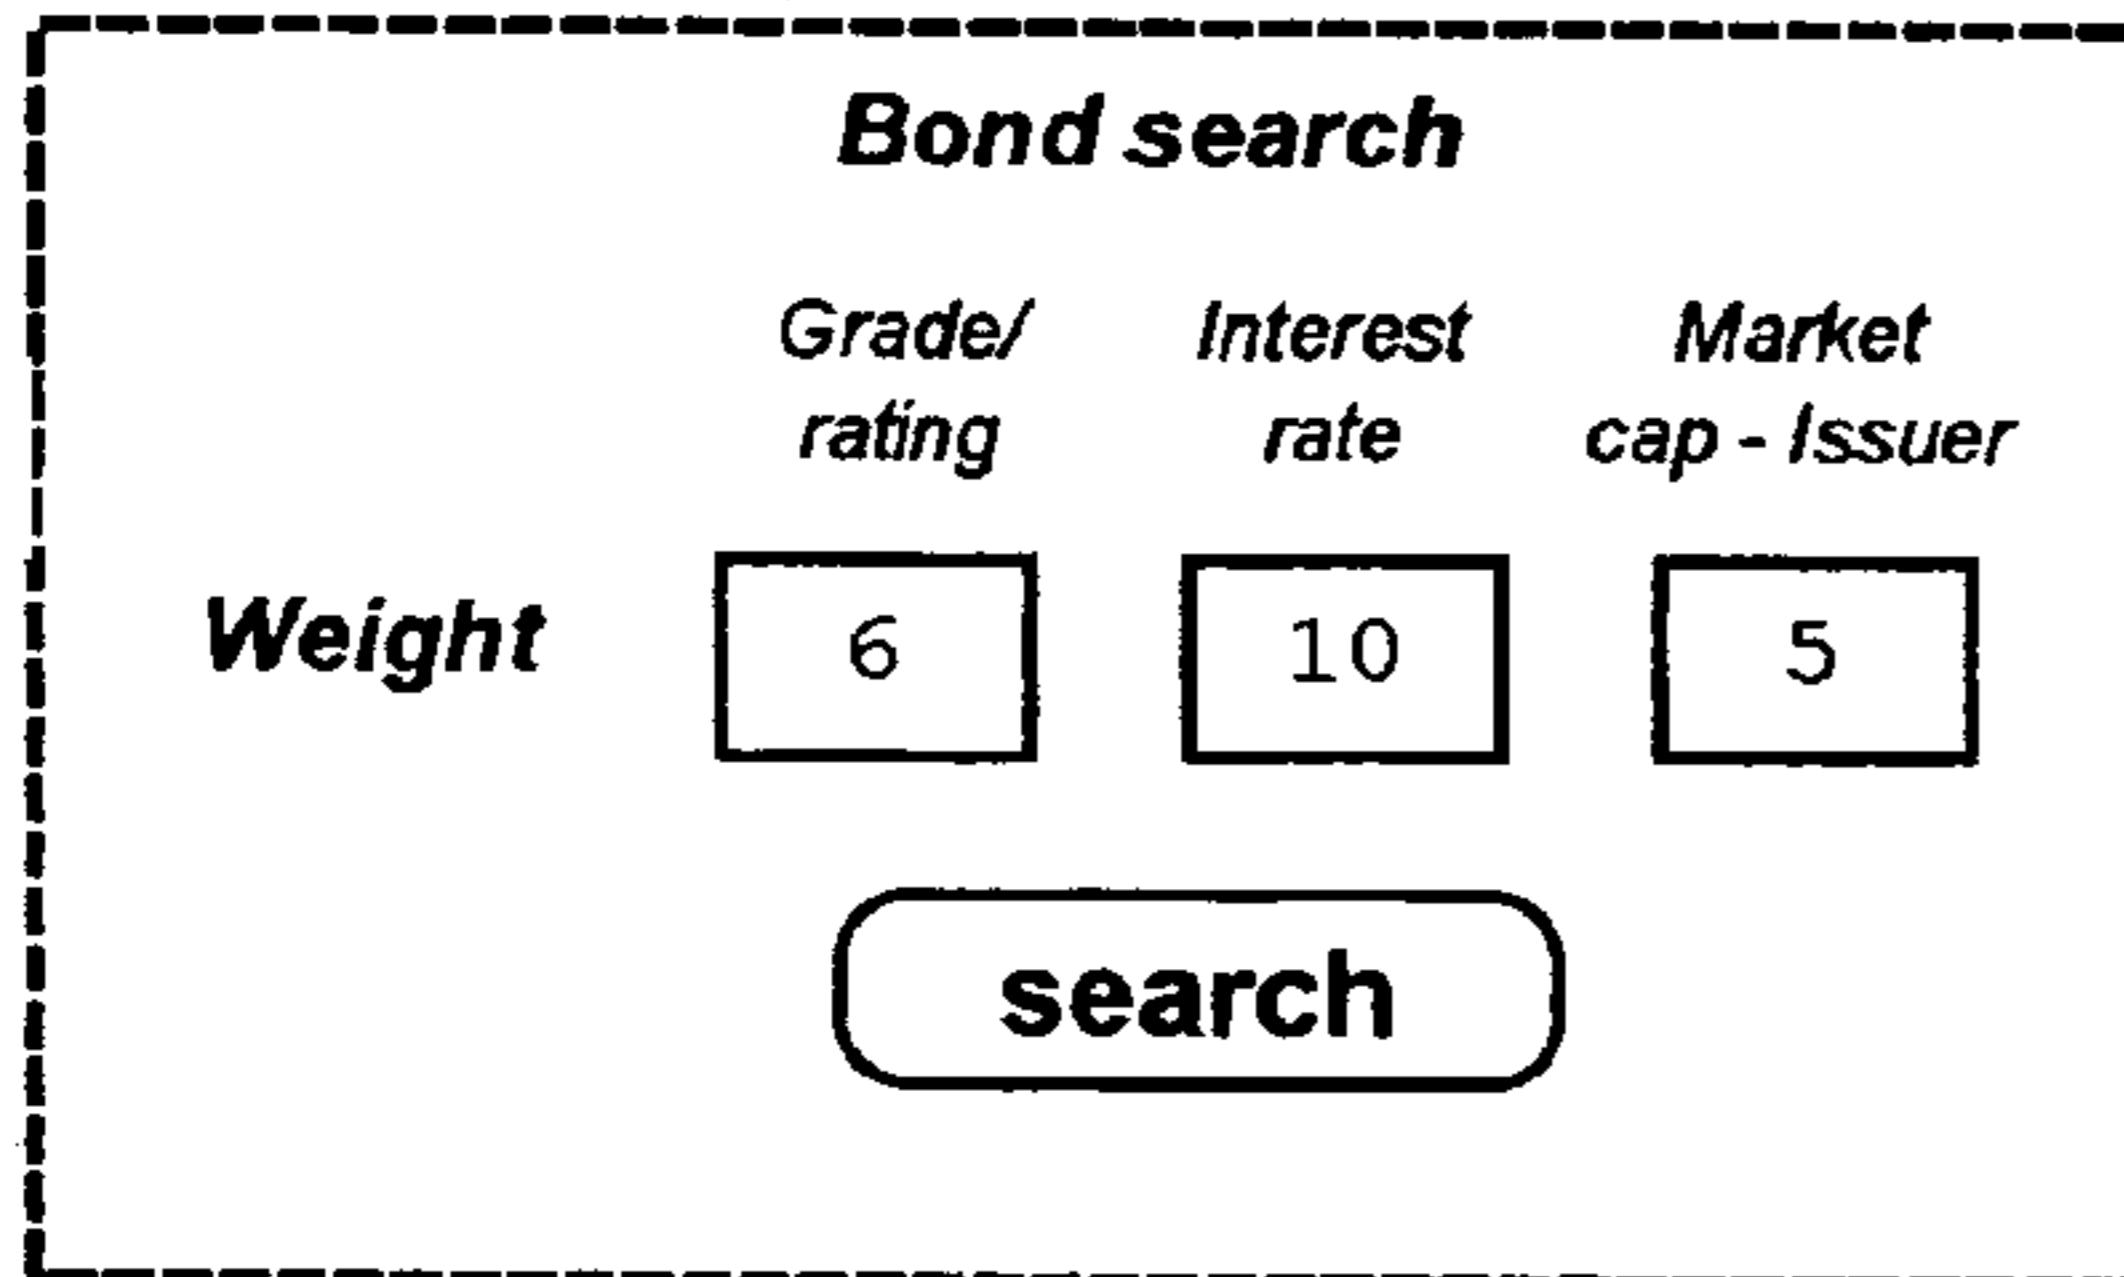 Bond search
Grade/ Interest Market
rating rate cap - Issuer
Weight 6 10 5
search